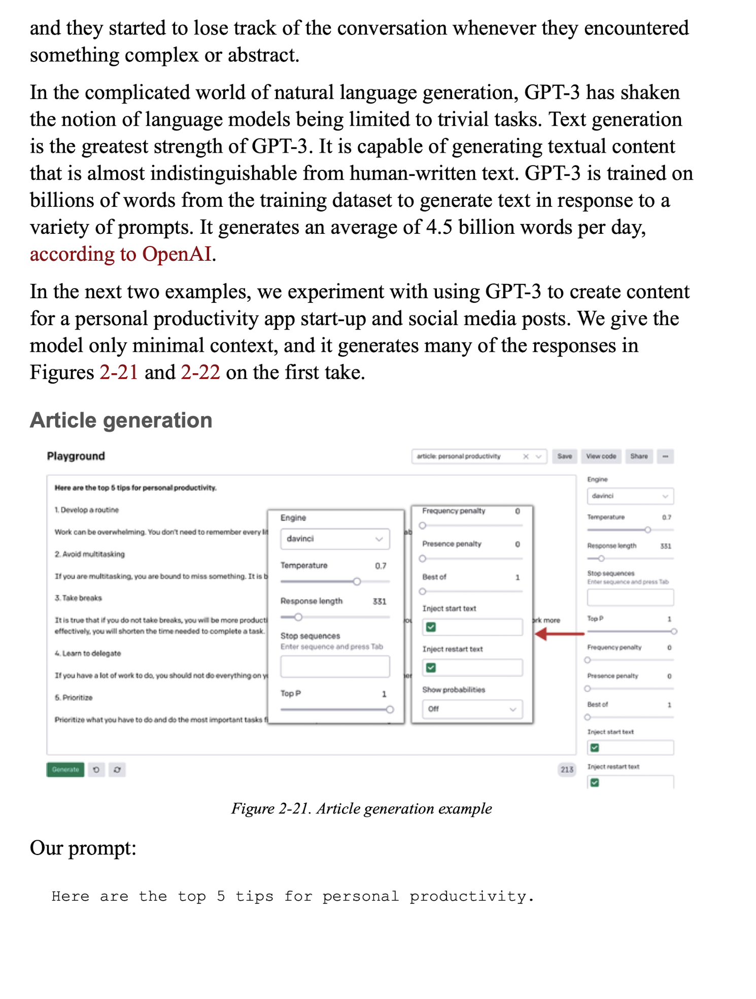 and they started to lose track of the conversation whenever they encountered
something complex or abstract.
In the complicated world of natural language generation, GPT-3 has shaken
the notion of language models being limited to trivial tasks. Text generation
is the greatest strength of GPT-3. It is capable of generating textual content
that is almost indistinguishable from human-written text. GPT-3 is trained on
billions of words from the training dataset to generate text in response to a
variety of prompts. It generates an average of 4.5 billion words per day,
according to OpenAI.
In the next two examples, we experiment with using GPT-3 to create content
for a personal productivity app start-up and social media posts. We give the
model only minimal context, and it generates many of the responses in
Figures 2-21 and 2-22 on the first take.
Article generation
Playground
article: personal productivity
Save
View code
Share
Here are the top 5 tips for personal productivity.
1. Develop a routine
Work can be overwhelming. You don't need to remember every
2. Avoid multitasking
If you are multitasking, you are bound to miss something. It is
3. Take breaks
It is true that if you do not take breaks, you will be more
more
effectively, you will shorten the time needed to complete a task.
4. Learn to delegate
If you have a lot of work to do, you should not do everything on
5. Prioritize
Prioritize what you have to do and do the most important tasks
Engine
davinci
Temperature 0.7
Response length 331
Stop sequences
Enter sequence and press Tab
Top P 1
Frequency penalty 0
Presence penalty 0
Best of 1
Inject start text
Inject restart text
Show probabilities
Off
Engine
davinci
Temperature 0.7
Response length 331
Stop sequences
Enter sequence and press Tab
Top P 1
Frequency penalty 0
Presence penalty 0
Best of 1
Inject start text
Inject restart text
Generate
213
Figure 2-21. Article generation example
Our prompt:
Here are the top 5 tips for personal productivity.